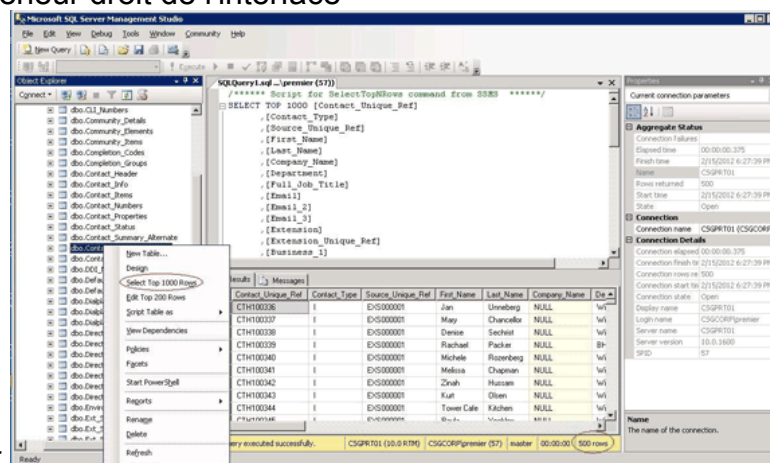 érieur droit de l'interface
Microsoft SQL Server Management Studio
File Edit View Debug Tools Window Community Help
New Query
Execute
Object Explorer
Connect
dbo.CLI_Numbers
dbo.Community_Details
dbo.Community_Elements
dbo.Community_Items
dbo.Completion_Codes
dbo.Completion_Groups
dbo.Contact_Header
dbo.Contact_Info
dbo.Contact_Items
dbo.Contact_Numbers
dbo.Contact_Properties
dbo.Contact_Status
dbo.Contact_Summary_Alternate
New Table...
Design
Select Top 1000 Rows
Edit Top 200 Rows
Script Table as
View Dependencies
Policies
Facets
Start PowerShell
Reports
Rename
Delete
Refresh
SQLQuery1.sql ...\premier (57))
/****** Script for SelectTopNRows command from SSMS ******/
SELECT TOP 1000 [Contact_Unique_Ref]
,[Contact_Type]
,[Source_Unique_Ref]
,[First_Name]
,[Last_Name]
,[Company_Name]
,[Department]
,[Full_Job_Title]
,[Email]
,[Email_2]
,[Email_3]
,[Extension]
,[Extension_Unique_Ref]
,[Business_1]
Results Messages
Contact_Unique_Ref Contact_Type Source_Unique_Ref First_Name Last_Name Company_Name
CTH100336 I EXS000001 Jan Unneberg NULL
CTH100337 I EXS000001 Mary Chancellor NULL
CTH100338 I EXS000001 Denise Sechrist NULL
CTH100339 I EXS000001 Rachael Packer NULL
CTH100340 I EXS000001 Michele Rozenberg NULL
CTH100341 I EXS000001 Melissa Chapman NULL
CTH100342 I EXS000001 Zinah Hussam NULL
CTH100343 I EXS000001 Kurt Olsen NULL
CTH100344 I EXS000001 Tower Cafe Kitchen NULL
Query executed successfully. CSGPRT01 (10.0 RTM) CSGCORP\premier (57) master 00:00:00 500 rows
Properties
Current connection parameters
Aggregate Status
Connection failures
Elapsed time 00:00:00.375
Finish time 2/15/2012 6:27:39 PM
Name CSGPRT01
Rows returned 500
Start time 2/15/2012 6:27:39 PM
State Open
Connection
Connection name CSGPRT01 (CSGCORP
Connection Details
Connection elapsed 00:00:00.375
Connection finish tir 2/15/2012 6:27:39 PM
Connection rows re 500
Connection start tin 2/15/2012 6:27:39 PM
Connection state Open
Display name CSGPRT01
Login name CSGCORP\premier
Server name CSGPRT01
Server version 10.0.1600
SPID 57
Name
The name of the connection.
Ready